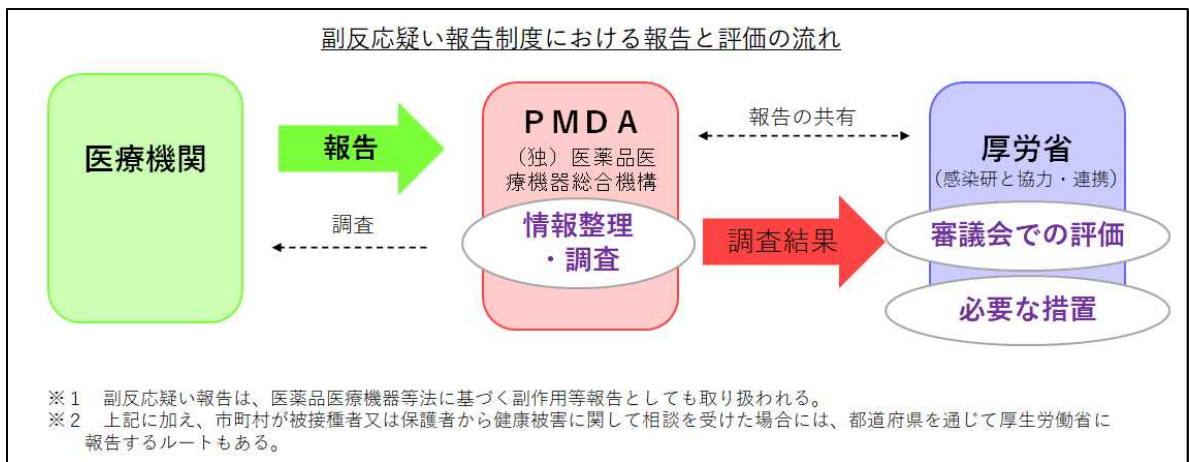 副反応疑い報告制度における報告と評価の流れ
医療機関
報告
調査
ＰＭＤＡ
（独）医薬品医
療機器総合機構
情報整理
・調査
報告の共有
調査結果
厚労省
(感染研と協力・連携)
審議会での評価
必要な措置
※１　副反応疑い報告は、医薬品医療機器等法に基づく副作用等報告としても取り扱われる。
※２　上記に加え、市町村が被接種者又は保護者から健康被害に関して相談を受けた場合には、都道府県を通じて厚生労働省に
報告するルートもある。